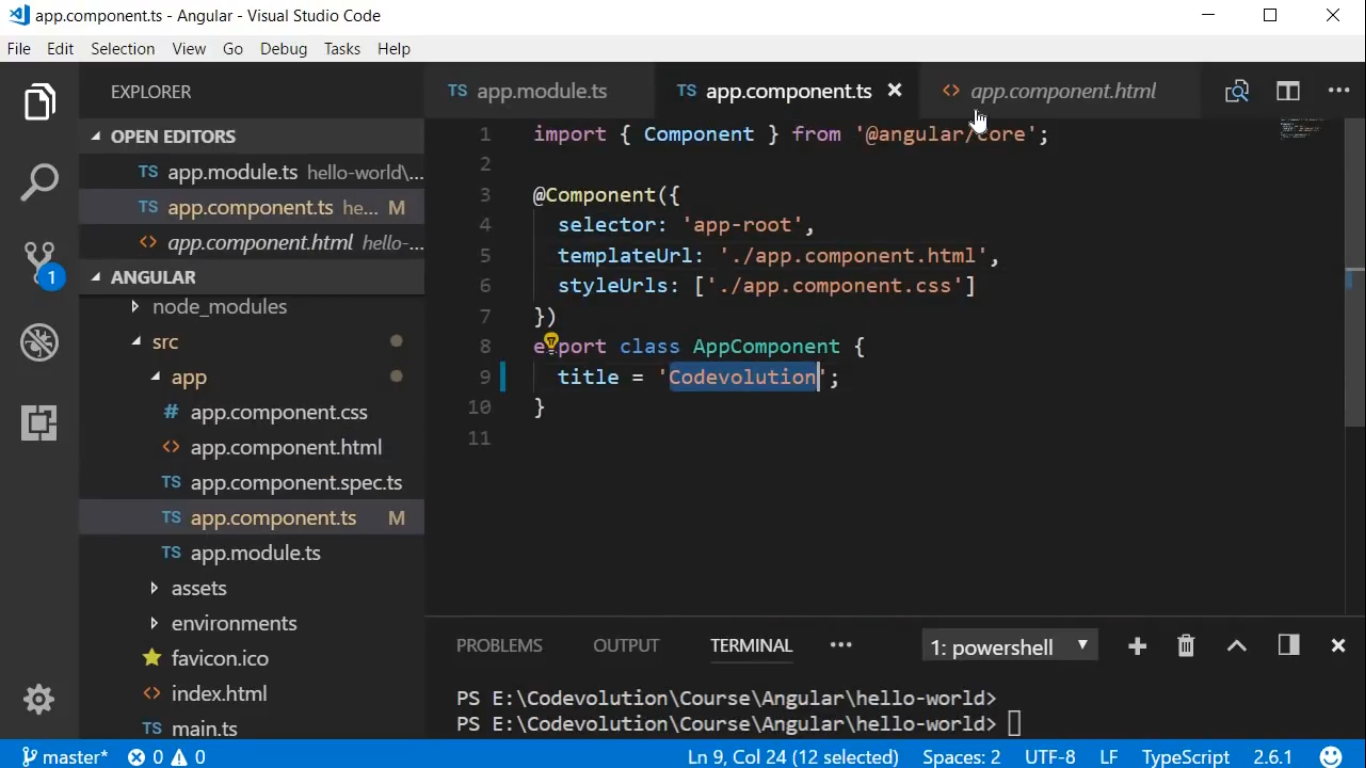 app.component.ts - Angular - Visual Studio Code
File Edit Selection View Go Debug Tasks Help
EXPLORER
OPEN EDITORS
TS app.module.ts hello-world\...
TS app.component.ts he... M
<> app.component.html hello-...
1
ANGULAR
node_modules
src
app
# app.component.css
<> app.component.html
TS app.component.spec.ts
TS app.component.ts M
TS app.module.ts
assets
environments
favicon.ico
<> index.html
TS main.ts
TS app.module.ts TS app.component.ts <> app.component.html ...
1 import { Component } from '@angular/core';
2
3 @Component({
4 selector: 'app-root',
5 templateUrl: './app.component.html',
6 styleUrls: ['./app.component.css']
7 })
8 export class AppComponent {
9 title = 'Codevolution';
10 }
11
PROBLEMS OUTPUT TERMINAL ... 1: powershell
PS E:\Codevolution\Course\Angular\hello-world>
PS E:\Codevolution\Course\Angular\hello-world>
master* 0 0 Ln 9, Col 24 (12 selected) Spaces: 2 UTF-8 LF TypeScript 2.6.1